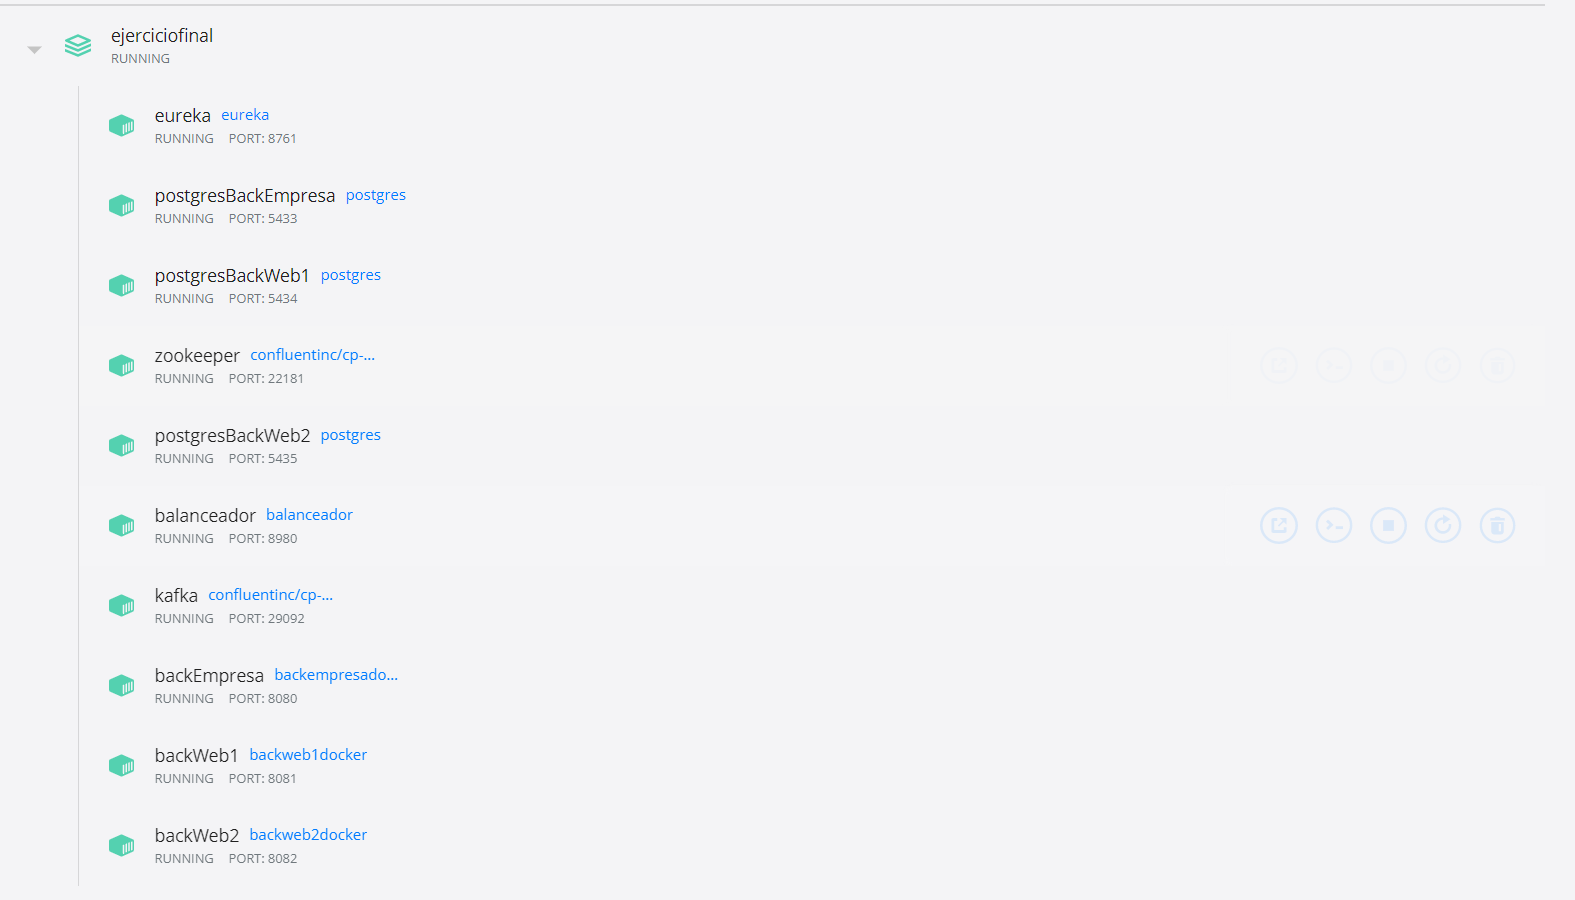 ejerciciofinal
RUNNING
eureka eureka
RUNNING PORT: 8761
postgresBackEmpresa postgres
RUNNING PORT: 5433
postgresBackWeb1 postgres
RUNNING PORT: 5434
zookeeper confluentinc/cp-...
RUNNING PORT: 22181
postgresBackWeb2 postgres
RUNNING PORT: 5435
balanceador balanceador
RUNNING PORT: 8980
kafka confluentinc/cp-...
RUNNING PORT: 29092
backEmpresa backempresado...
RUNNING PORT: 8080
backWeb1 backweb1docker
RUNNING PORT: 8081
backWeb2 backweb2docker
RUNNING PORT: 8082